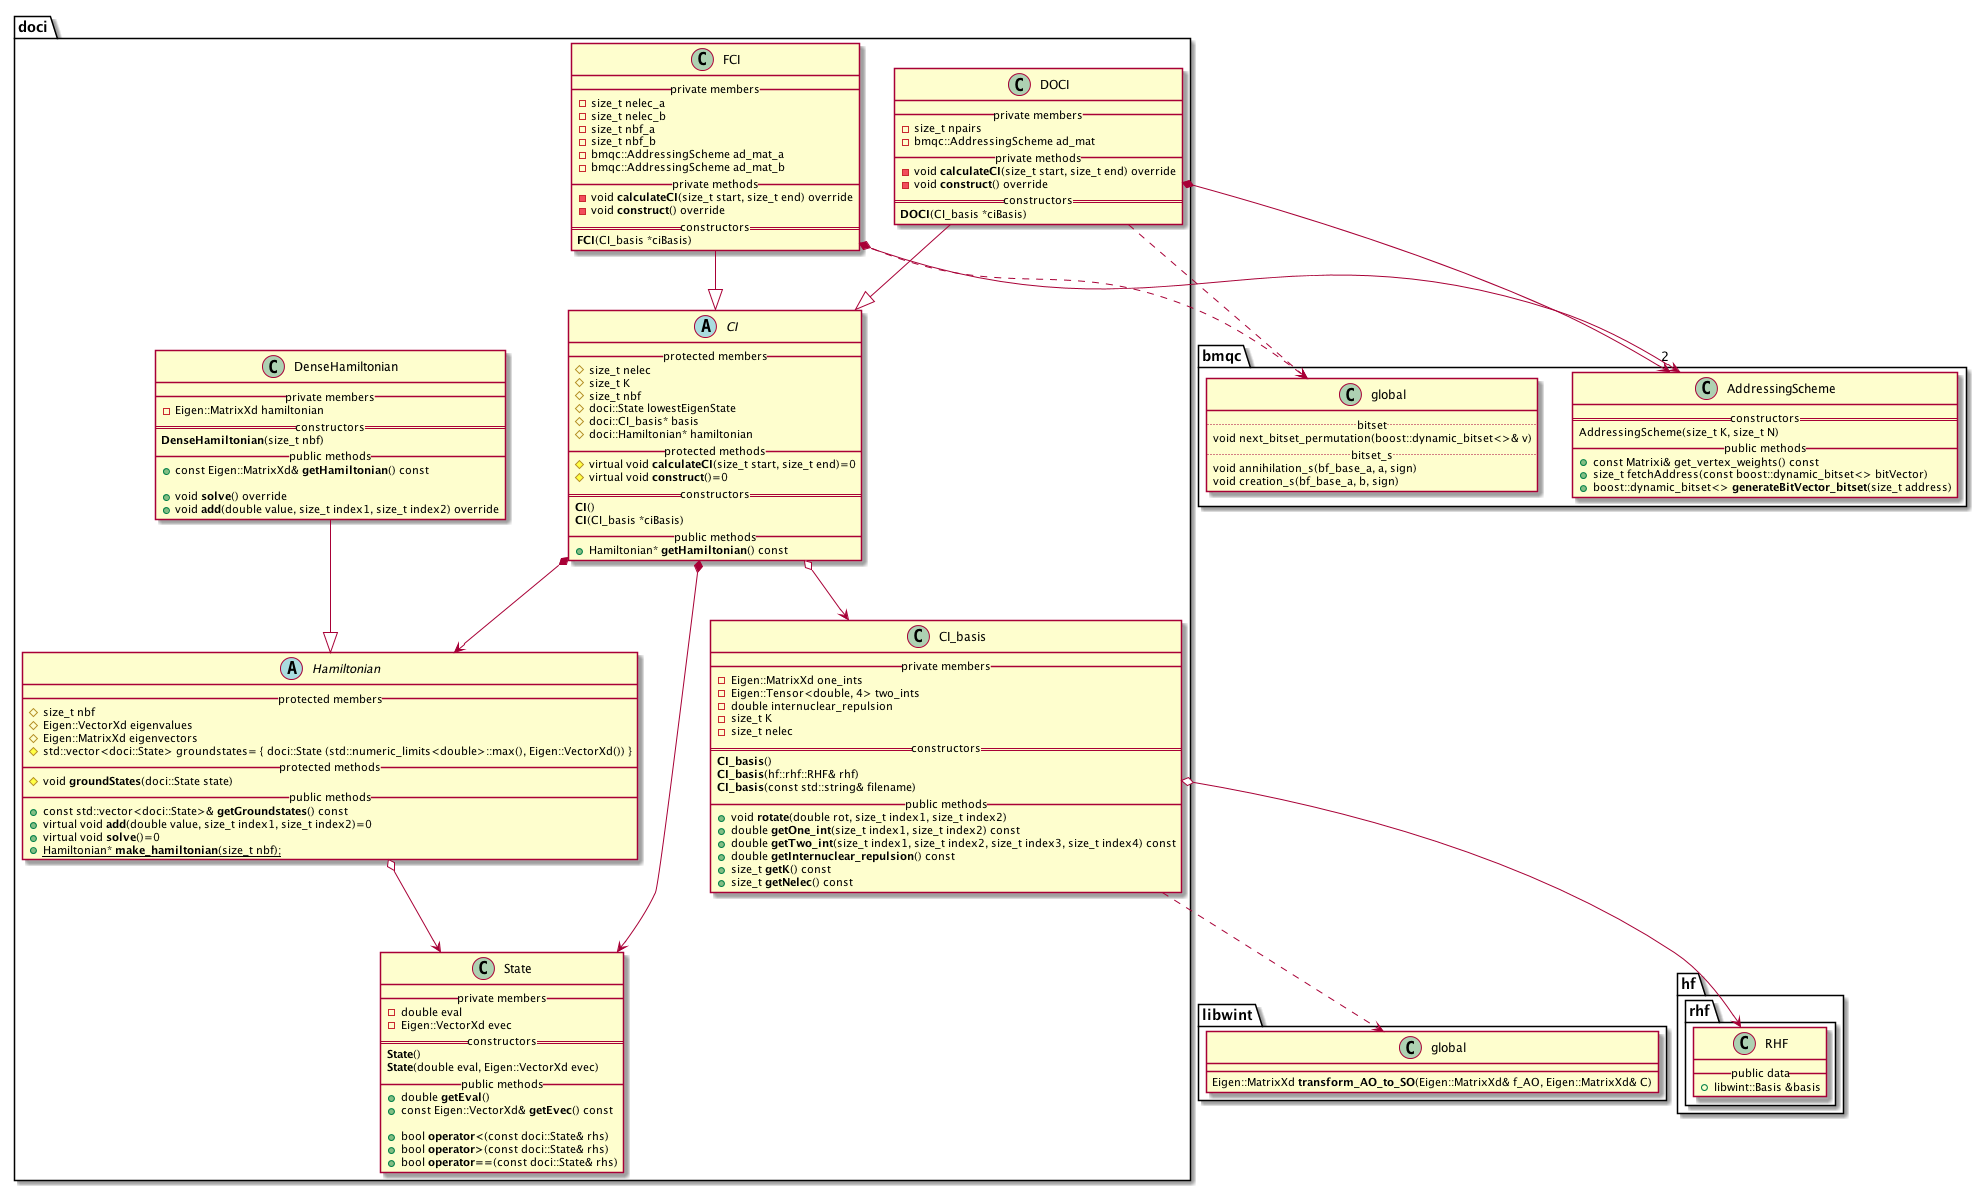 doci
C FCI
private members
size_t nelec_a
size_t nelec_b
size_t nbf_a
size_t nbf_b
bmqc::AddressingScheme ad_mat_a
bmqc::AddressingScheme ad_mat_b
private methods
void calculateCI(size_t start, size_t end) override
void construct() override
constructors
FCI(CI_basis *ciBasis)
C DOCI
private members
size_t npairs
bmqc::AddressingScheme ad_mat
private methods
void calculateCI(size_t start, size_t end) override
void construct() override
constructors
DOCI(CI_basis *ciBasis)
A CI
protected members
size_t nelec
size_t K
size_t nbf
doci::State lowestEigenState
doci::CI_basis* basis
doci::Hamiltonian* hamiltonian
protected methods
virtual void calculateCI(size_t start, size_t end)=0
virtual void construct()=0
constructors
CI()
CI(CI_basis *ciBasis)
public methods
Hamiltonian* getHamiltonian() const
C DenseHamiltonian
private members
Eigen::MatrixXd hamiltonian
constructors
DenseHamiltonian(size_t nbf)
public methods
const Eigen::MatrixXd& getHamiltonian() const
void solve() override
void add(double value, size_t index1, size_t index2) override
2
bmqc
C global
bitset
void next_bitset_permutation(boost::dynamic_bitset<>& v)
bitset_s
void annihilation_s(bf_base_a, a, sign)
void creation_s(bf_base_a, b, sign)
C AddressingScheme
constructors
AddressingScheme(size_t K, size_t N)
public methods
const Matrixi& get_vertex_weights() const
size_t fetchAddress(const boost::dynamic_bitset<> bitVector)
boost::dynamic_bitset<> generateBitVector_bitset(size_t address)
A Hamiltonian
protected members
size_t nbf
Eigen::VectorXd eigenvalues
Eigen::MatrixXd eigenvectors
std::vector<doci::State> groundstates= { doci::State (std::numeric_limits<double>::max(), Eigen::VectorXd()) }
protected methods
void groundStates(doci::State state)
public methods
const std::vector<doci::State>& getGroundstates() const
virtual void add(double value, size_t index1, size_t index2)=0
virtual void solve()=0
Hamiltonian* make_hamiltonian(size_t nbf);
C CI_basis
private members
Eigen::MatrixXd one_ints
Eigen::Tensor<double, 4> two_ints
double internuclear_repulsion
size_t K
size_t nelec
constructors
CI_basis()
CI_basis(hf::rhf::RHF& rhf)
CI_basis(const std::string& filename)
public methods
void rotate(double rot, size_t index1, size_t index2)
double getOne_int(size_t index1, size_t index2) const
double getTwo_int(size_t index1, size_t index2, size_t index3, size_t index4) const
double getInternuclear_repulsion() const
size_t getK() const
size_t getNelec() const
C State
private members
double eval
Eigen::VectorXd evec
constructors
State()
State(double eval, Eigen::VectorXd evec)
public methods
double getEval()
const Eigen::VectorXd& getEvec() const
bool operator<(const doci::State& rhs)
bool operator>(const doci::State& rhs)
bool operator==(const doci::State& rhs)
libwint
C global
Eigen::MatrixXd transform_AO_to_SO(Eigen::MatrixXd& f_AO, Eigen::MatrixXd& C)
hf
rhf
C RHF
public data
libwint::Basis &basis